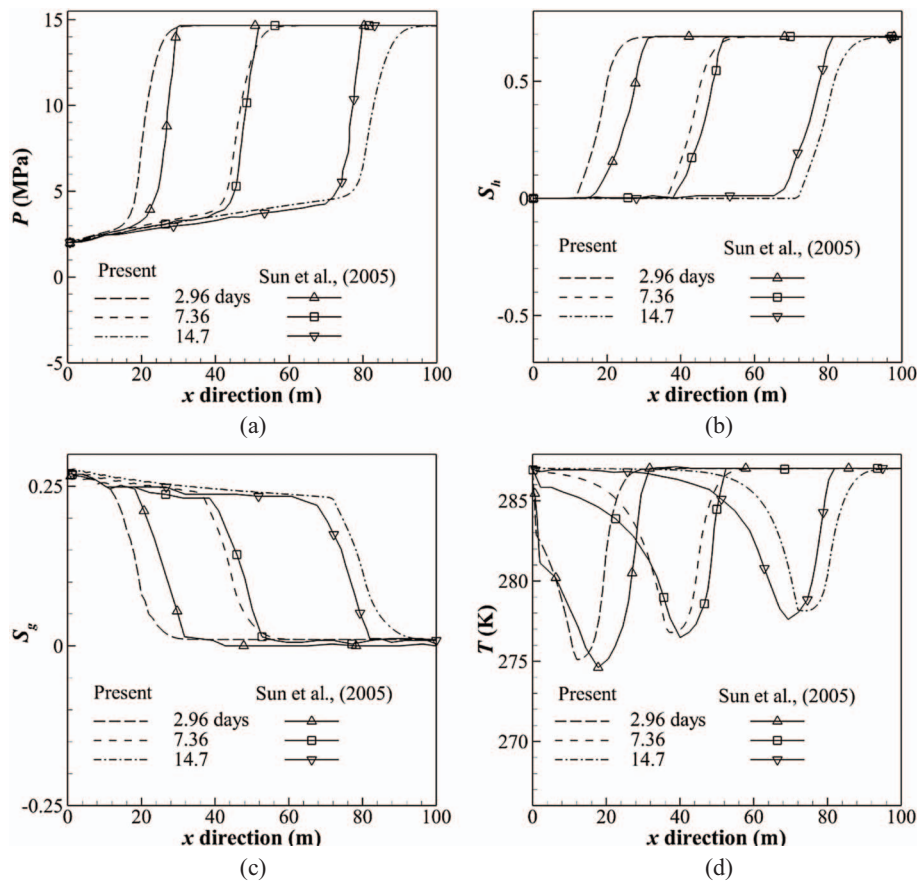 15
10
5
0
-5
P (MPa)
Present
Sun et al., (2005)
2.96 days
7.36
14.7
0 20 40 60 80 100
x direction (m)
(a)
0.5
0
-0.5
S_h
Present
Sun et al., (2005)
2.96 days
7.36
14.7
0 20 40 60 80 100
x direction (m)
(b)
0.25
0
-0.25
S_g
Present
Sun et al., (2005)
2.96 days
7.36
14.7
0 20 40 60 80 100
x direction (m)
(c)
285
280
275
270
T (K)
Present
Sun et al., (2005)
2.96 days
7.36
14.7
0 20 40 60 80 100
x direction (m)
(d)